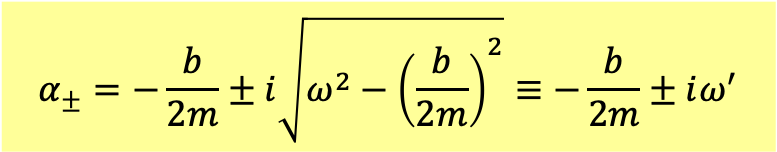 α± = −b/2m ± i√(ω² − (b/2m)²) ≡ −b/2m ± iω′